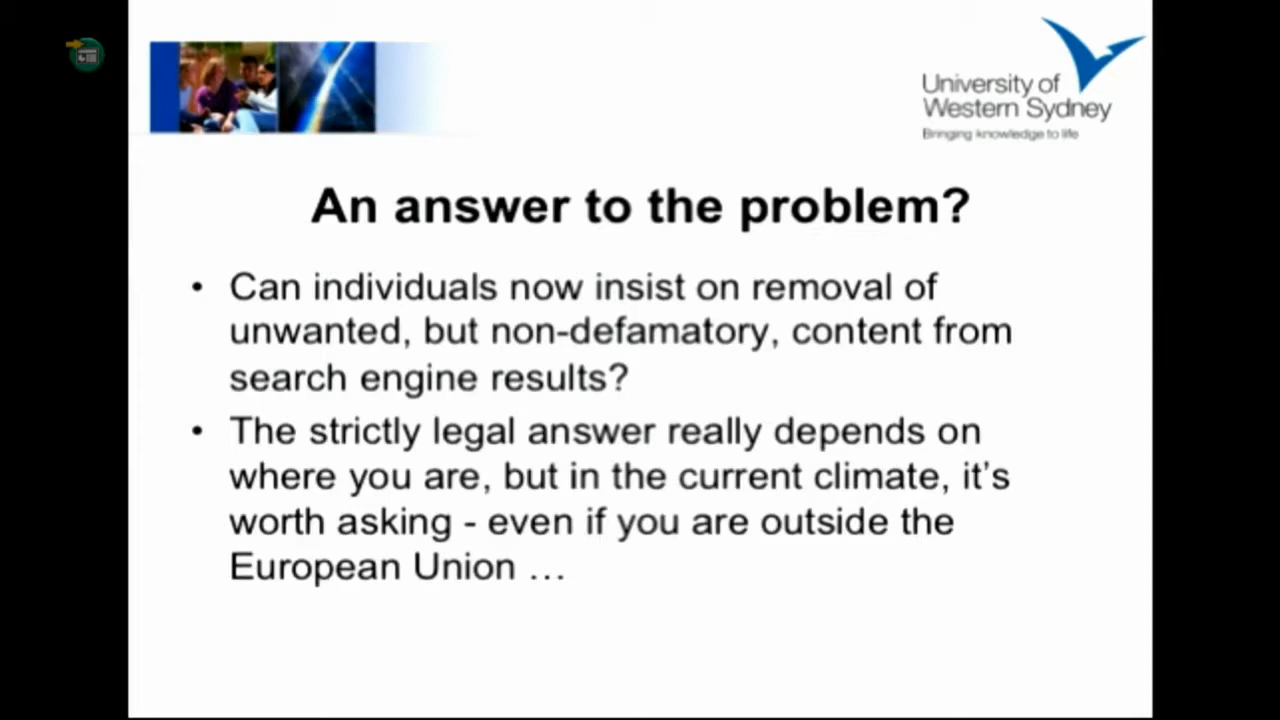 University of
Western Sydney
Bringing knowledge to life
An answer to the problem?
• Can individuals now insist on removal of
unwanted, but non-defamatory, content from
search engine results?
• The strictly legal answer really depends on
where you are, but in the current climate, it's
worth asking - even if you are outside the
European Union …